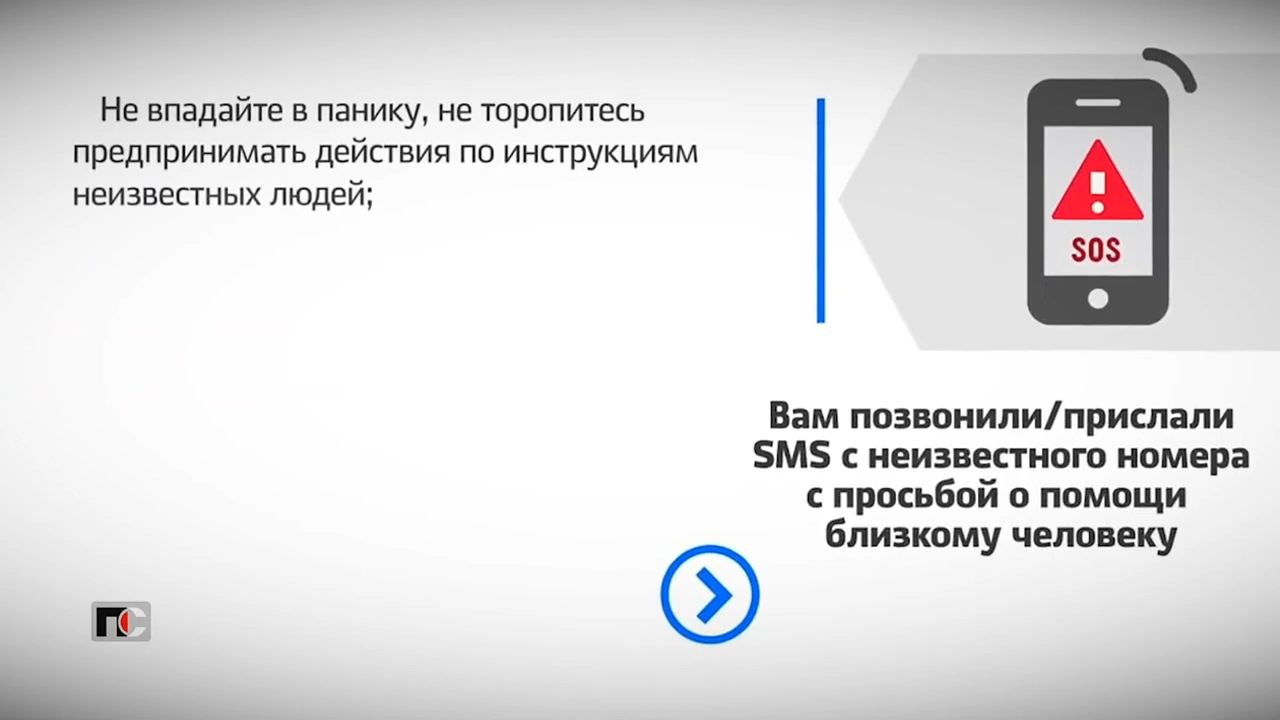 Не впадайте в панику, не торопитесь
предпринимать действия по инструкциям
неизвестных людей;
SOS
Вам позвонили/прислали
SMS с неизвестного номера
с просьбой о помощи
близкому человеку
ПС